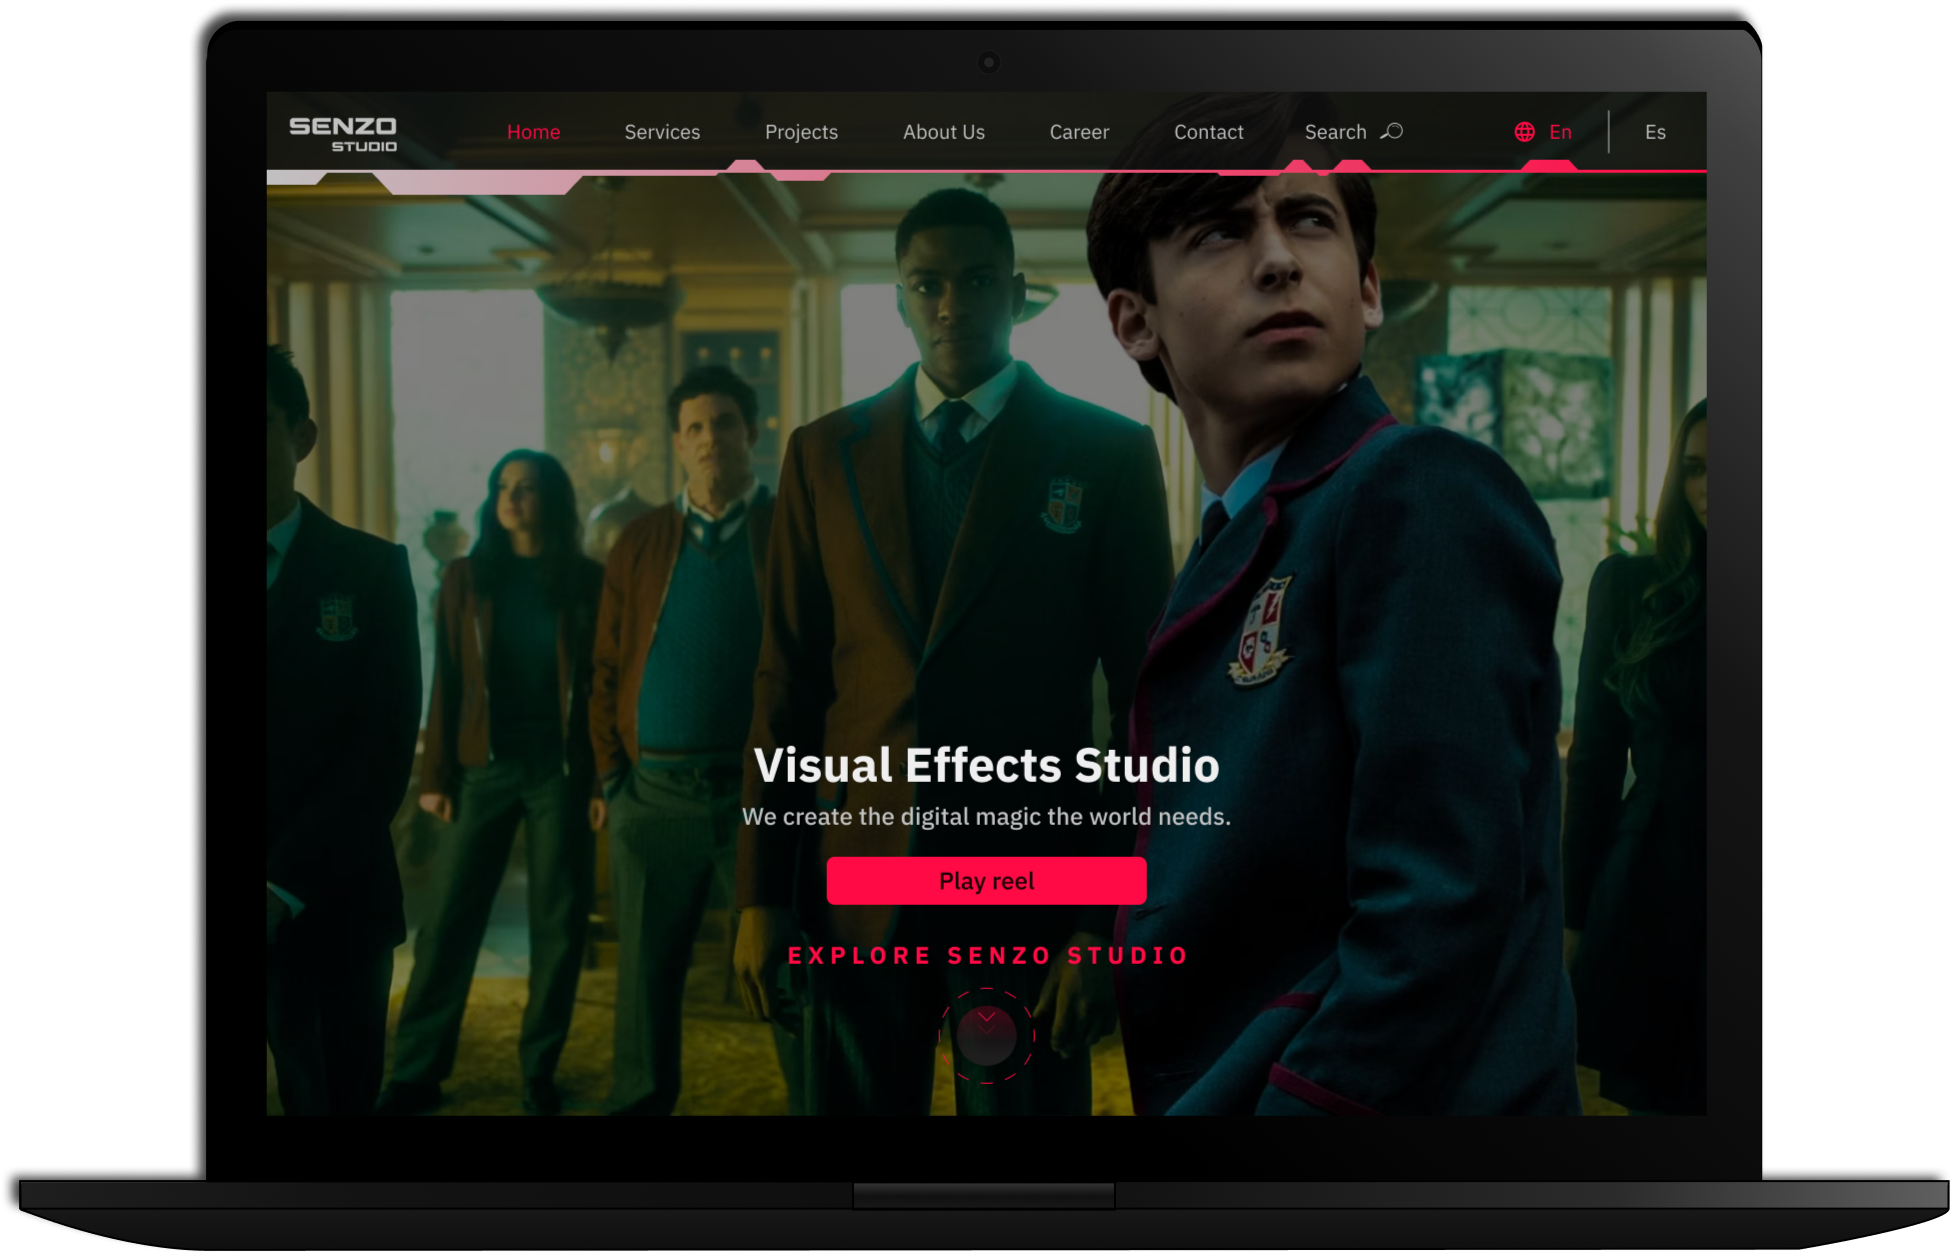 SENZO
STUDIO
Home Services Projects About Us Career Contact Search En Es
Visual Effects Studio
We create the digital magic the world needs.
Play reel
EXPLORE SENZO STUDIO